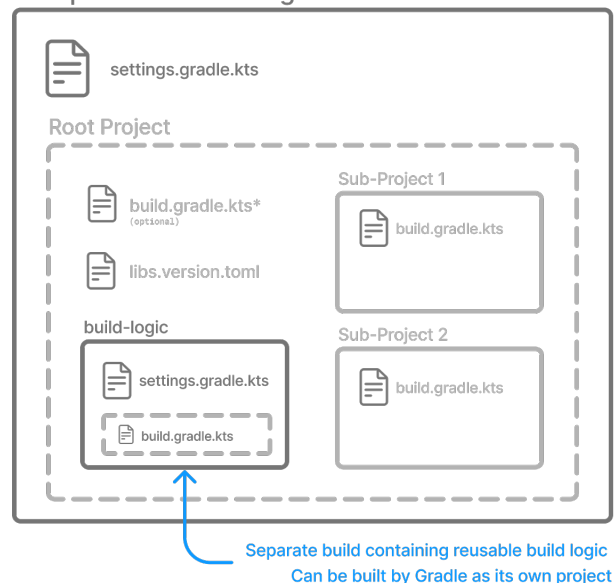 settings.gradle.kts
Root Project
Sub-Project 1
build.gradle.kts*
(optional)
build.gradle.kts
libs.version.toml
build-logic
Sub-Project 2
settings.gradle.kts
build.gradle.kts
build.gradle.kts
Separate build containing reusable build logic
Can be built by Gradle as its own project